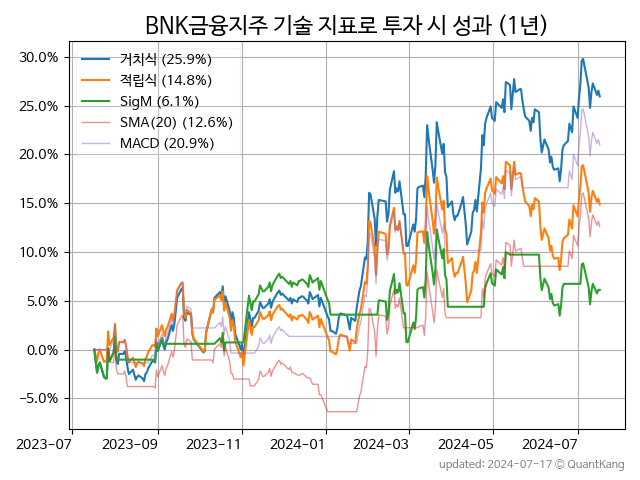 BNK금융지주 기술 지표로 투자 시 성과 (1년)
30.0%
25.0%
20.0%
15.0%
10.0%
5.0%
0.0%
−5.0%
거치식 (25.9%)
적립식 (14.8%)
SigM (6.1%)
SMA(20) (12.6%)
MACD (20.9%)
2023-07 2023-09 2023-11 2024-01 2024-03 2024-05 2024-07
updated: 2024-07-17 © QuantKang